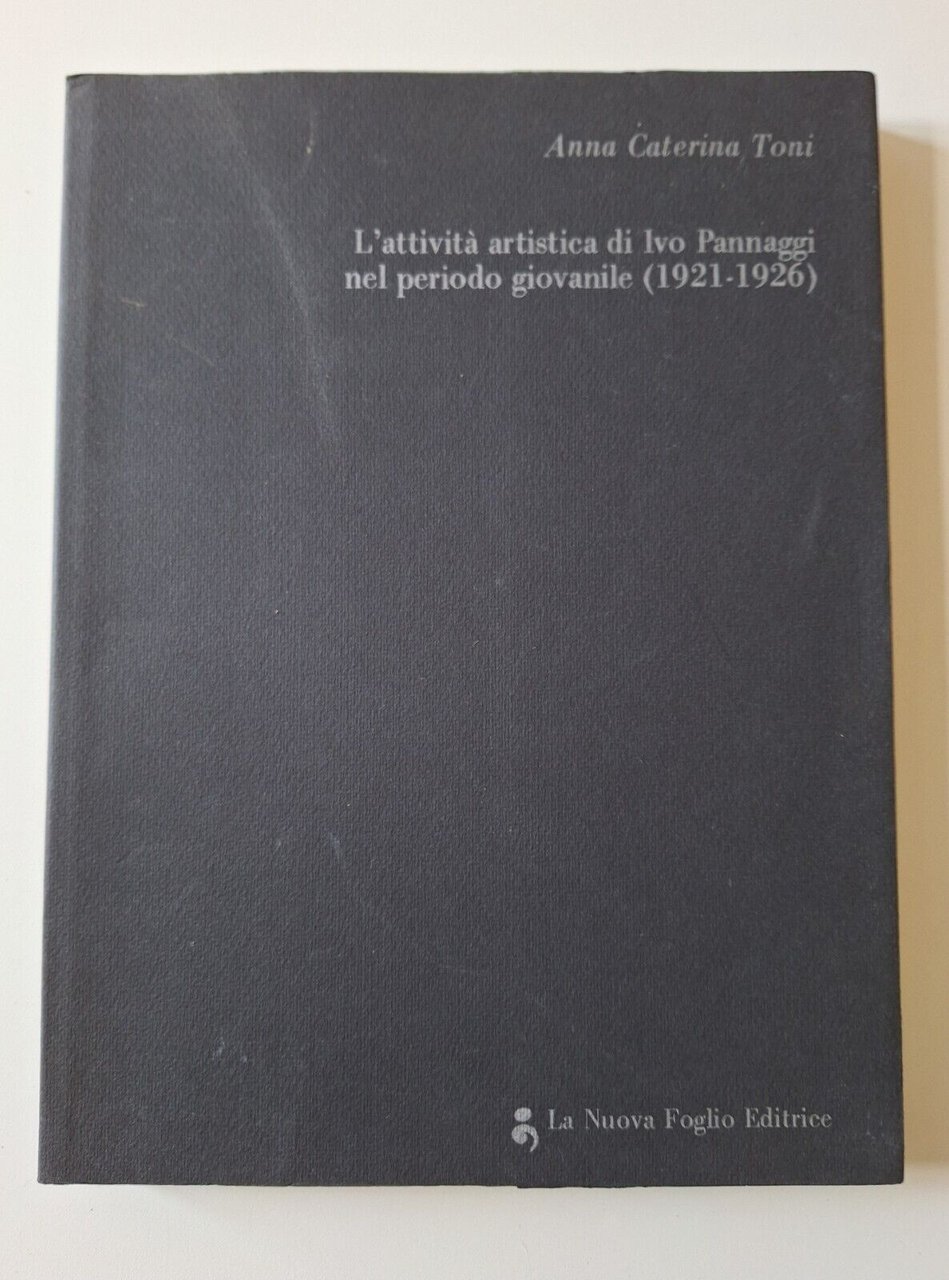 Anna Caterina Toni
L'attività artistica di Ivo Pannaggi
nel periodo giovanile (1921-1926)
La Nuova Foglio Editrice